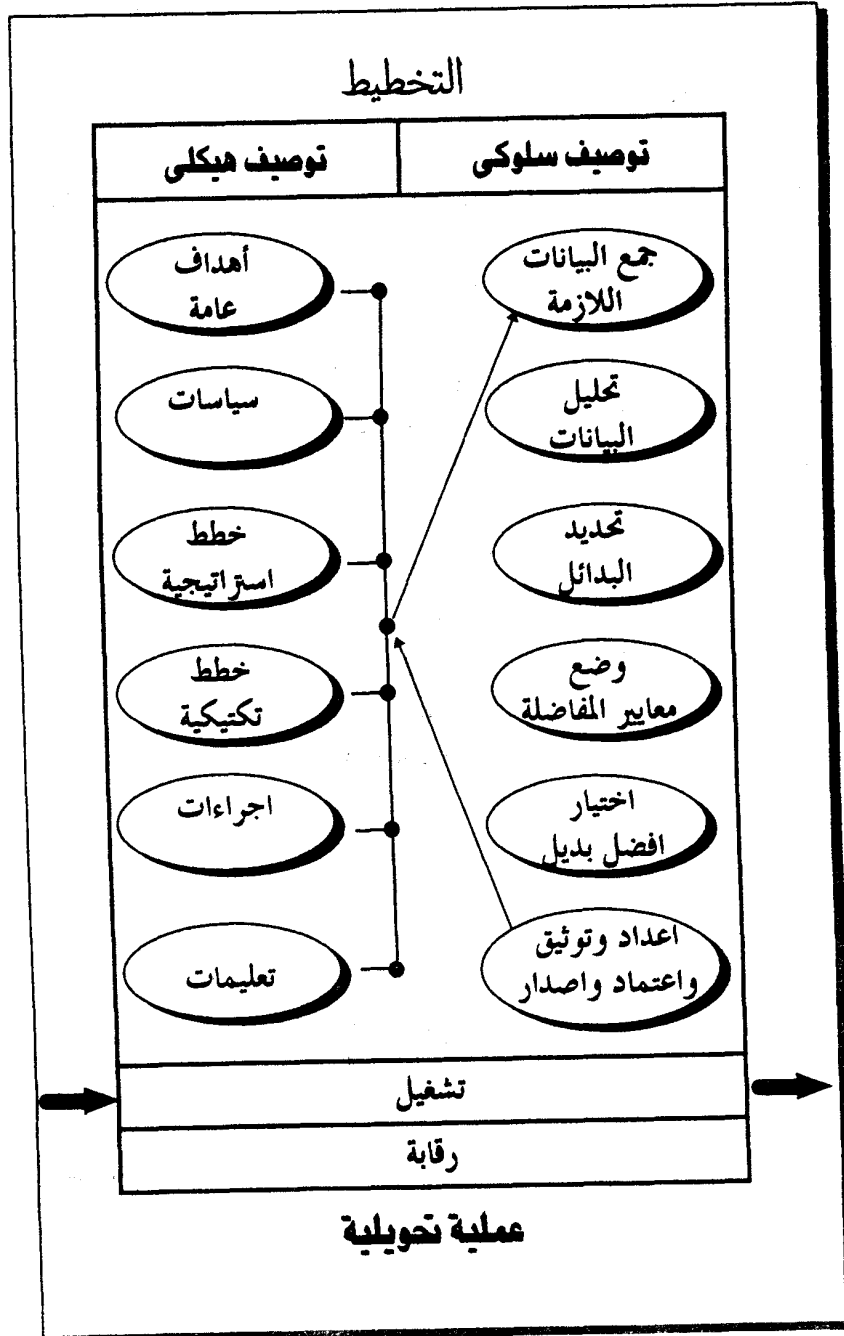 التخطيط
توصيف سلوكى
توصيف هيكلى
جمع البيانات
اللازمة
تحليل
البيانات
تحديد
البدائل
وضع
معايير المفاضلة
اختيار
افضل بديل
اعداد وتوثيق
واعتماد واصدار
أهداف
عامة
سياسات
خطط
استراتيجية
خطط
تكتيكية
اجراءات
تعليمات
تشغيل
رقابة
عملية تحويلية